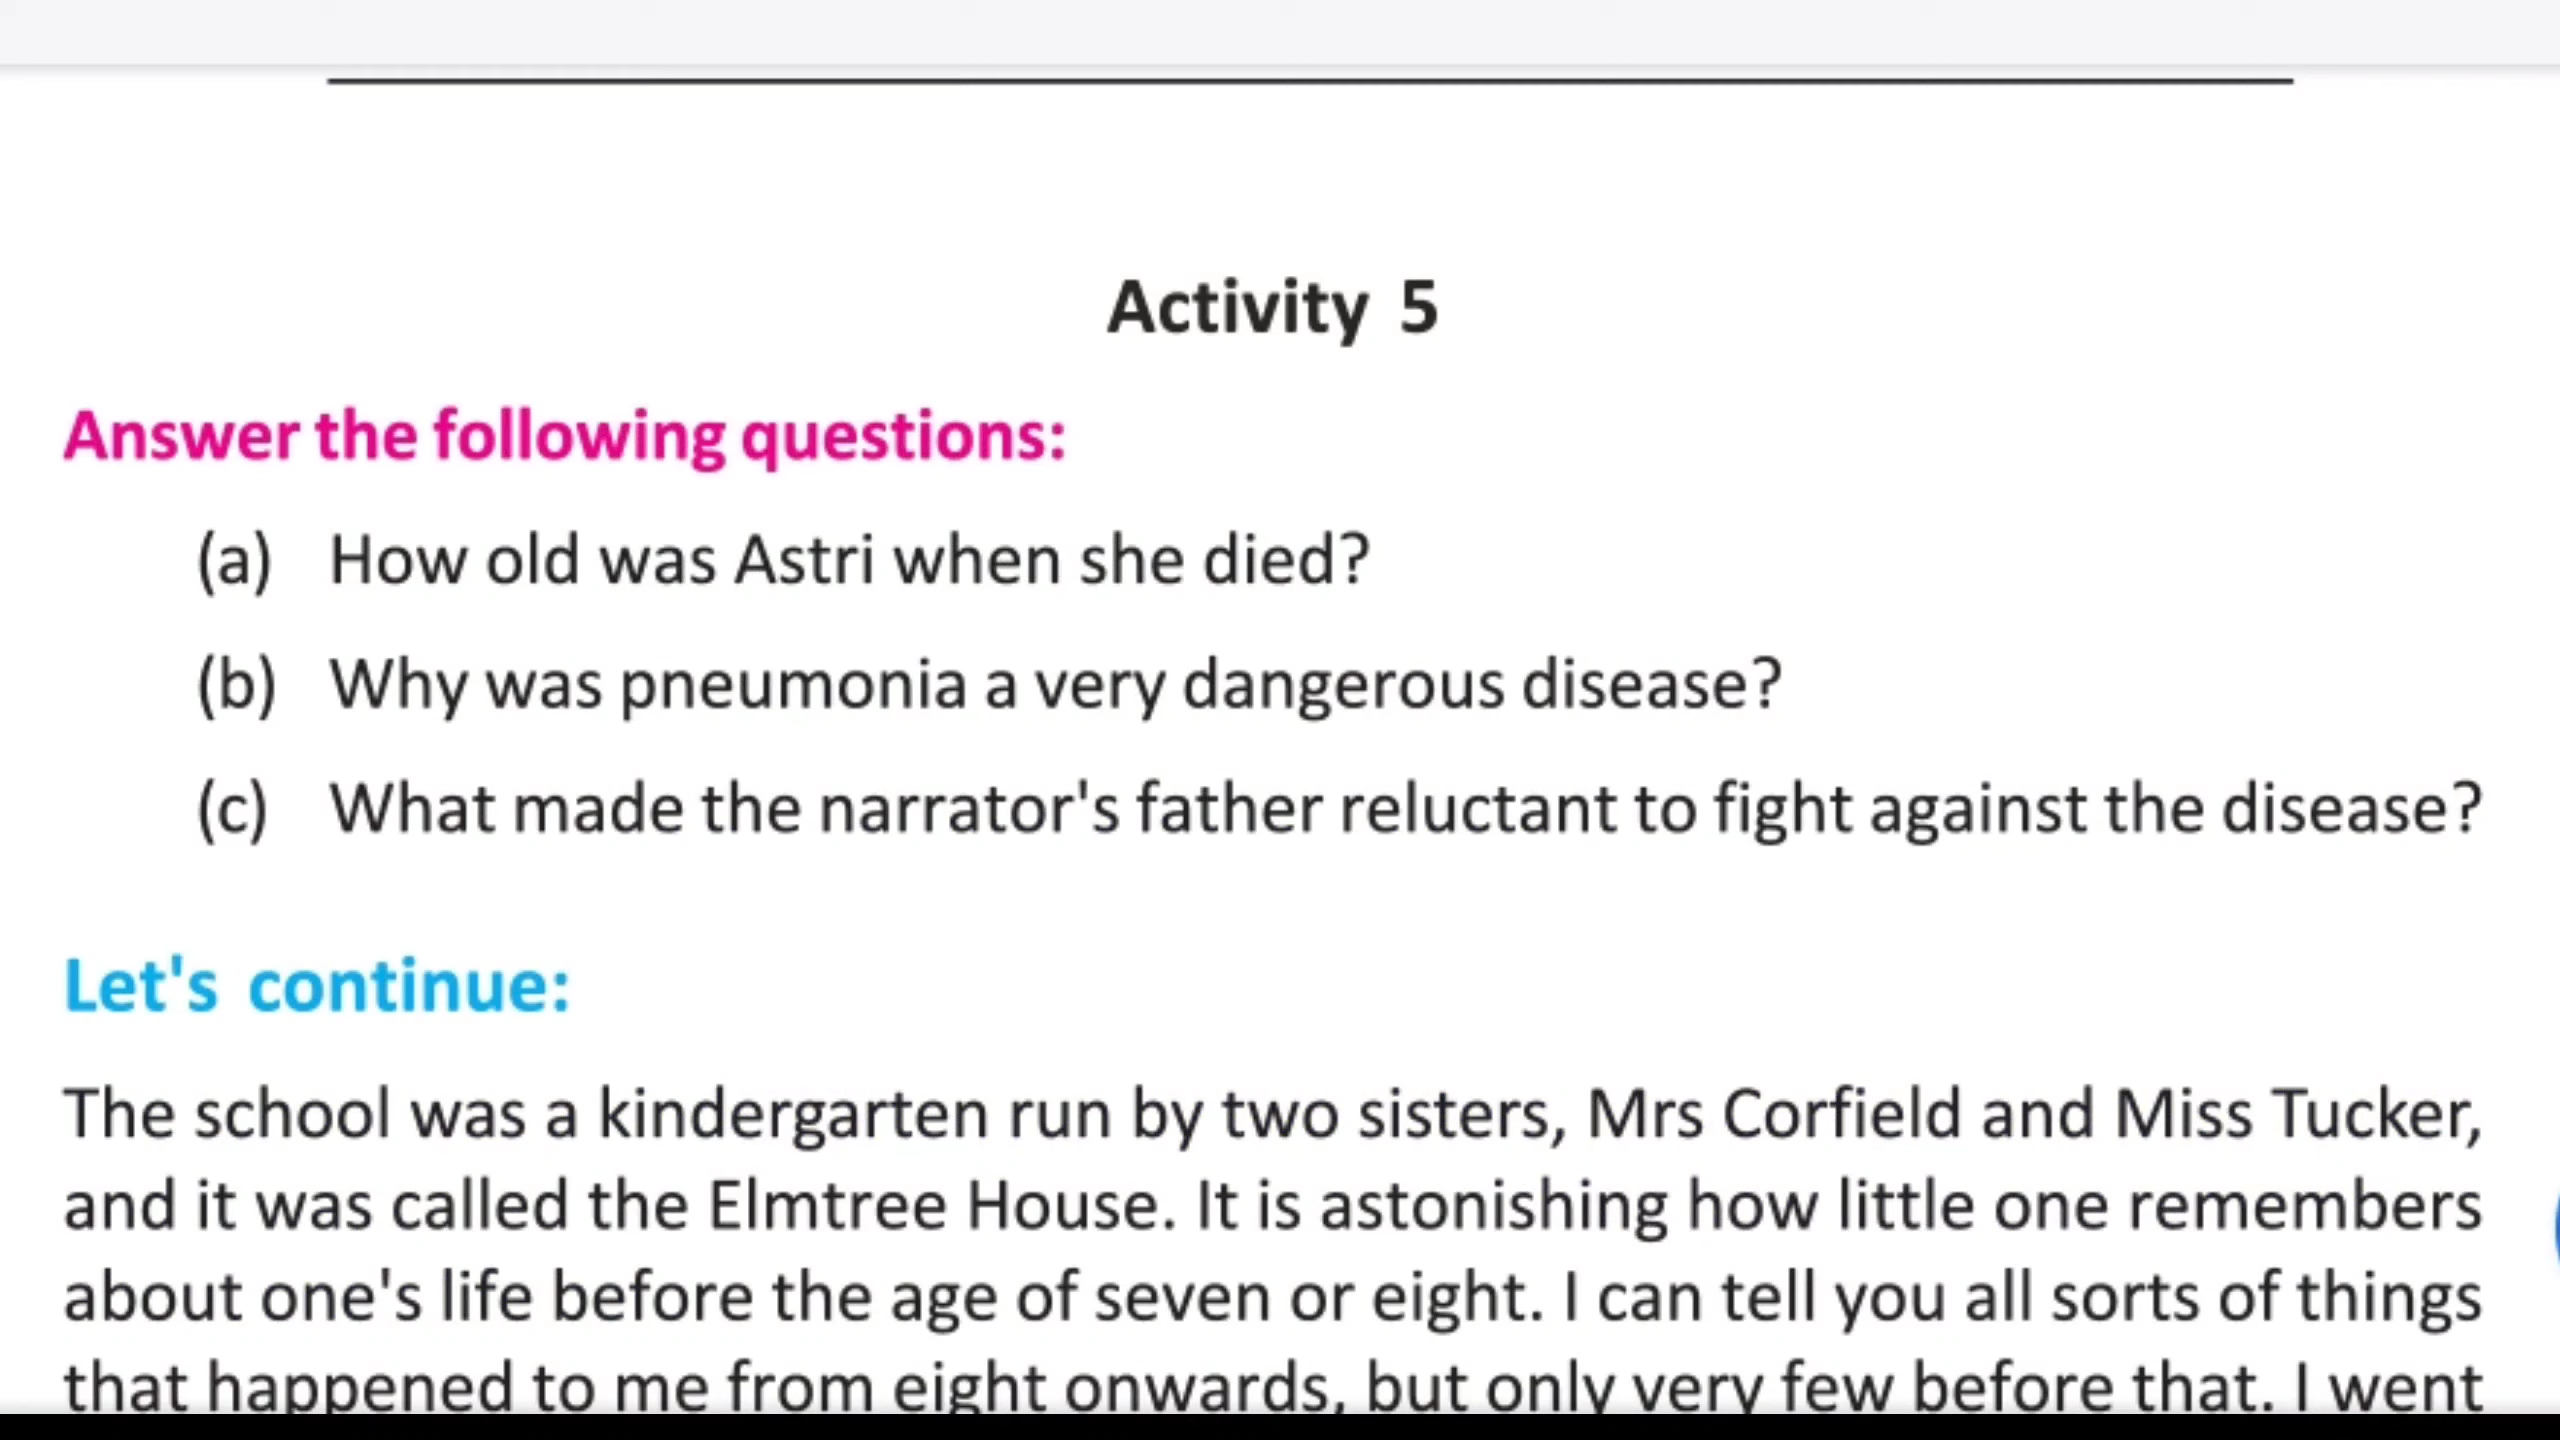 Activity 5
Answer the following questions:
(a) How old was Astri when she died?
(b) Why was pneumonia a very dangerous disease?
(c) What made the narrator's father reluctant to fight against the disease?
Let's continue:
The school was a kindergarten run by two sisters, Mrs Corfield and Miss Tucker,
and it was called the Elmtree House. It is astonishing how little one remembers
about one's life before the age of seven or eight. I can tell you all sorts of things
that happened to me from eight onwards, but only very few before that. I went